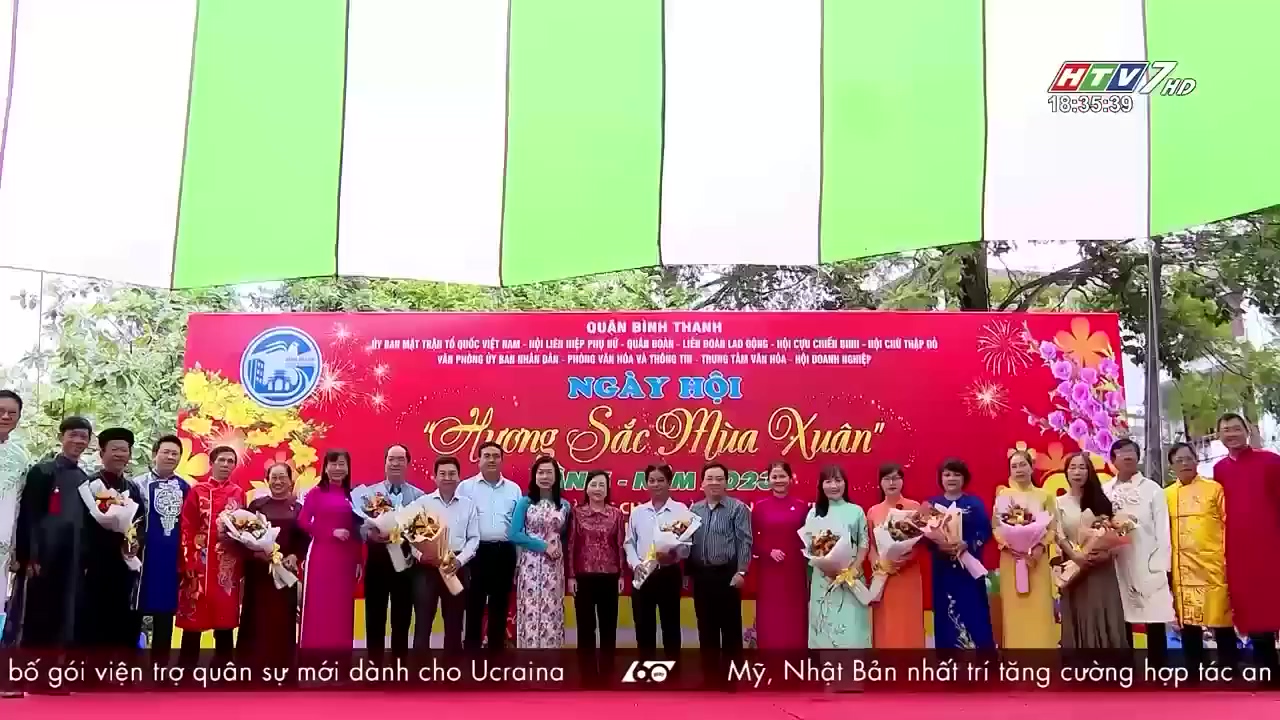 HTV7 HD
18:35:39
QUẬN BÌNH THẠNH
ỦY BAN MẶT TRẬN TỔ QUỐC VIỆT NAM - HỘI LIÊN HIỆP PHỤ NỮ - QUẬN ĐOÀN - LIÊN ĐOÀN LAO ĐỘNG - HỘI CỰU CHIẾN BINH - HỘI CHỮ THẬP ĐỎ
VĂN PHÒNG ỦY BAN NHÂN DÂN - PHÒNG VĂN HÓA VÀ THÔNG TIN - TRUNG TÂM VĂN HÓA - HỘI DOANH NGHIỆP
NGÀY HỘI
"Hương Sắc Mùa Xuân"
NĂM 2023
bố gói viện trợ quân sự mới dành cho Ucraina
60 giây
Mỹ, Nhật Bản nhất trí tăng cường hợp tác an